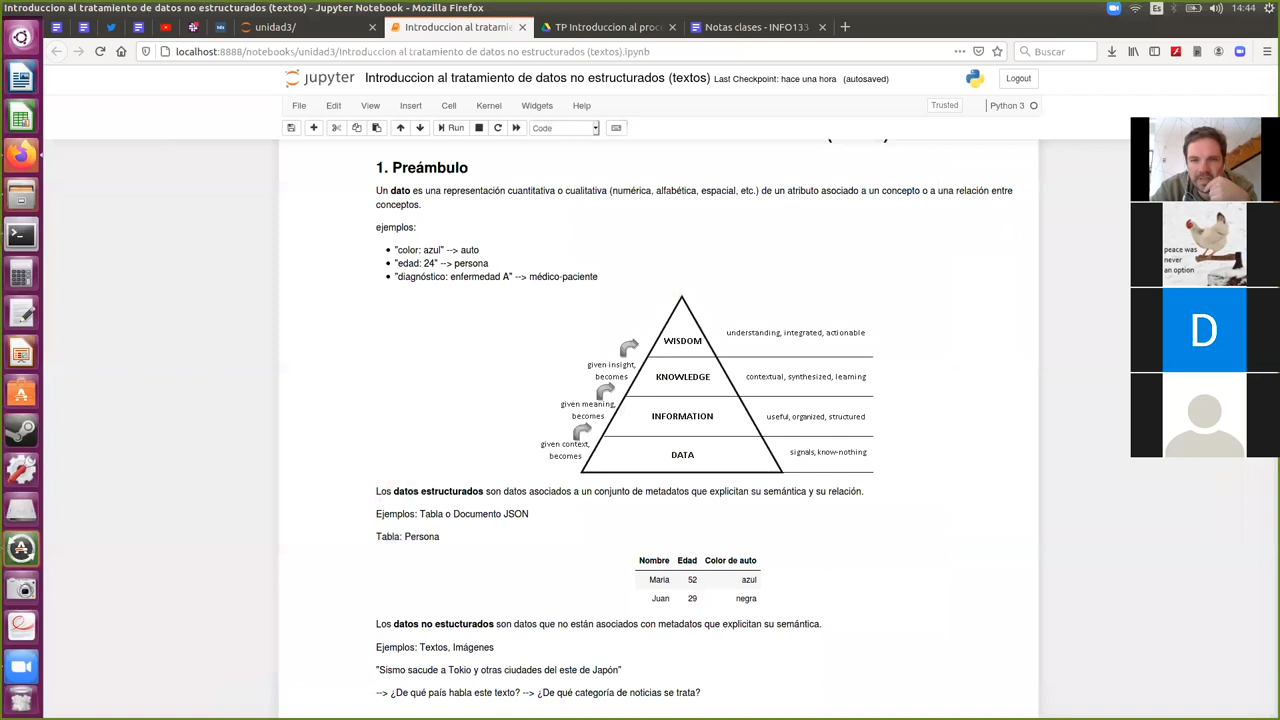 Introduccion al tratamiento de datos no estructurados (textos) - Jupyter Notebook - Mozilla Firefox
Es
14:44
unidad3/
Introduccion al tratami
TP Introduccion al proc
Notas clases - INFO133
localhost:8888/notebooks/unidad3/Introduccion al tratamiento de datos no estructurados (textos).ipynb
Buscar
jupyter
Introduccion al tratamiento de datos no estructurados (textos)
Last Checkpoint: hace una hora (autosaved)
Logout
File Edit View Insert Cell Kernel Widgets Help
Trusted
Python 3
Run
Code
1. Preámbulo
Un dato es una representación cuantitativa o cualitativa (numérica, alfabética, espacial, etc.) de un atributo asociado a un concepto o a una relación entre
conceptos.
ejemplos:
"color: azul" --> auto
"edad: 24" --> persona
"diagnóstico: enfermedad A" --> médico-paciente
WISDOM
understanding, integrated, actionable
given insight,
becomes
KNOWLEDGE
contextual, synthesized, learning
given meaning,
becomes
INFORMATION
useful, organized, structured
given context,
becomes
DATA
signals, know-nothing
Los datos estructurados son datos asociados a un conjunto de metadatos que explicitan su semántica y su relación.
Ejemplos: Tabla o Documento JSON
Tabla: Persona
Nombre Edad Color de auto
Maria 52 azul
Juan 29 negra
Los datos no estucturados son datos que no están asociados con metadatos que explicitan su semántica.
Ejemplos: Textos, Imágenes
"Sismo sacude a Tokio y otras ciudades del este de Japón"
--> ¿De qué país habla este texto? --> ¿De qué categoría de noticias se trata?
peace was
never
an option
D